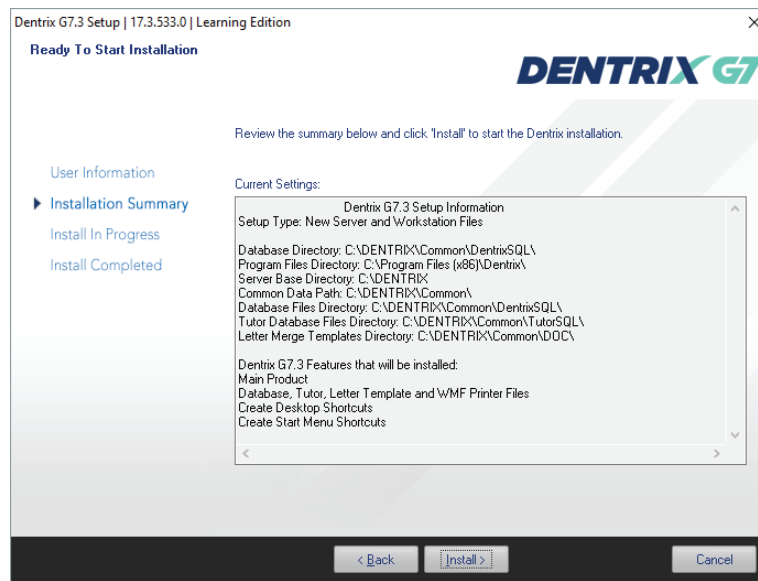 Dentrix G7.3 Setup | 17.3.533.0 | Learning Edition
Ready To Start Installation
DENTRIX G7
Review the summary below and click 'Install' to start the Dentrix installation.
User Information
Installation Summary
Install In Progress
Install Completed
Current Settings:
Dentrix G7.3 Setup Information
Setup Type: New Server and Workstation Files
Database Directory: C:\DENTRIX\Common\DentrixSQL\
Program Files Directory: C:\Program Files (x86)\Dentrix\
Server Base Directory: C:\DENTRIX
Common Data Path: C:\DENTRIX\Common\
Database Files Directory: C:\DENTRIX\Common\DentrixSQL\
Tutor Database Files Directory: C:\DENTRIX\Common\TutorSQL\
Letter Merge Templates Directory: C:\DENTRIX\Common\DOC\
Dentrix G7.3 Features that will be installed:
Main Product
Database, Tutor, Letter Template and WMF Printer Files
Create Desktop Shortcuts
Create Start Menu Shortcuts
< Back
Install >
Cancel